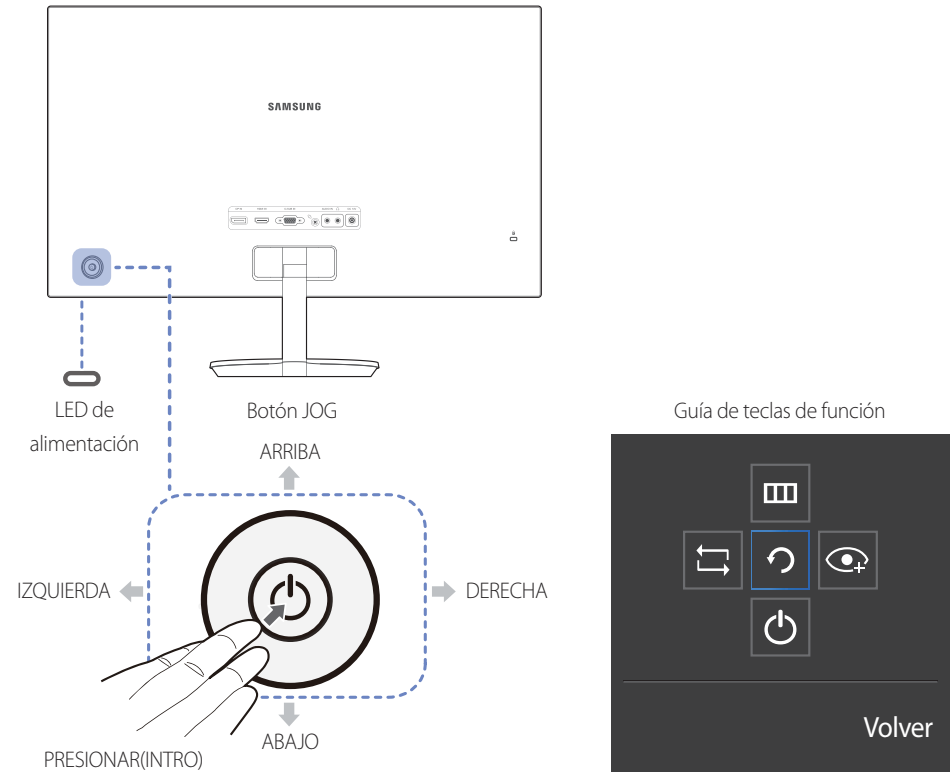 SAMSUNG
LED de
alimentación
Botón JOG
ARRIBA
IZQUIERDA
DERECHA
ABAJO
PRESIONAR(INTRO)
Guía de teclas de función
Volver